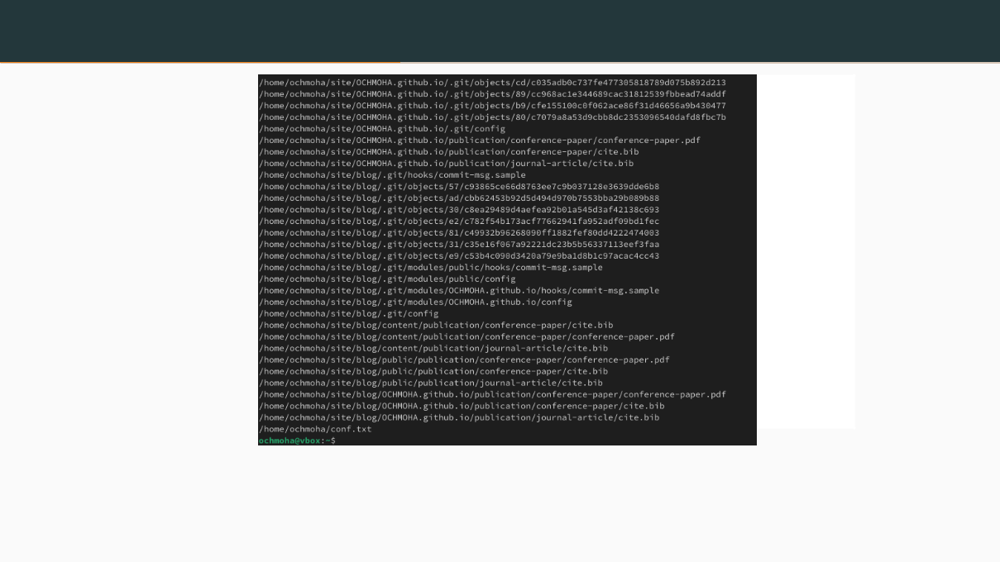 /home/ochmoha/site/OCHMOHA.github.io/.git/objects/cd/c035adb0c737fe477305818789d075b892d213
/home/ochmoha/site/OCHMOHA.github.io/.git/objects/89/cc968ac1e344689cac31812539fbbead74addf
/home/ochmoha/site/OCHMOHA.github.io/.git/objects/b9/cfe155100c0f062ace86f31d46656a9b430477
/home/ochmoha/site/OCHMOHA.github.io/.git/objects/80/c7079a8a53d9cbb8dc2353096540dafd8fbc7b
/home/ochmoha/site/OCHMOHA.github.io/.git/config
/home/ochmoha/site/OCHMOHA.github.io/publication/conference-paper/conference-paper.pdf
/home/ochmoha/site/OCHMOHA.github.io/publication/conference-paper/cite.bib
/home/ochmoha/site/OCHMOHA.github.io/publication/journal-article/cite.bib
/home/ochmoha/site/blog/.git/hooks/commit-msg.sample
/home/ochmoha/site/blog/.git/objects/57/c93865ce66d8763ee7c9b037128e3639dde6b8
/home/ochmoha/site/blog/.git/objects/ad/cbb62453b92d5d494d970b7553bba29b089b88
/home/ochmoha/site/blog/.git/objects/30/c8ea29489d4aefea92b01a545d3af42138c693
/home/ochmoha/site/blog/.git/objects/e2/c782f54b173acf77662941fa952adf09bd1fec
/home/ochmoha/site/blog/.git/objects/81/c49932b96268090ff1882fef80dd4222474003
/home/ochmoha/site/blog/.git/objects/31/c35e16f067a92221dc23b5b56337113eef3faa
/home/ochmoha/site/blog/.git/objects/e9/c53b4c090d3420a79e9ba1d8b1c97acac4cc43
/home/ochmoha/site/blog/.git/modules/public/hooks/commit-msg.sample
/home/ochmoha/site/blog/.git/modules/public/config
/home/ochmoha/site/blog/.git/modules/OCHMOHA.github.io/hooks/commit-msg.sample
/home/ochmoha/site/blog/.git/modules/OCHMOHA.github.io/config
/home/ochmoha/site/blog/.git/config
/home/ochmoha/site/blog/content/publication/conference-paper/cite.bib
/home/ochmoha/site/blog/content/publication/conference-paper/conference-paper.pdf
/home/ochmoha/site/blog/content/publication/journal-article/cite.bib
/home/ochmoha/site/blog/public/publication/conference-paper/conference-paper.pdf
/home/ochmoha/site/blog/public/publication/conference-paper/cite.bib
/home/ochmoha/site/blog/public/publication/journal-article/cite.bib
/home/ochmoha/site/blog/OCHMOHA.github.io/publication/conference-paper/conference-paper.pdf
/home/ochmoha/site/blog/OCHMOHA.github.io/publication/conference-paper/cite.bib
/home/ochmoha/site/blog/OCHMOHA.github.io/publication/journal-article/cite.bib
/home/ochmoha/conf.txt
ochmoha@vbox:~$